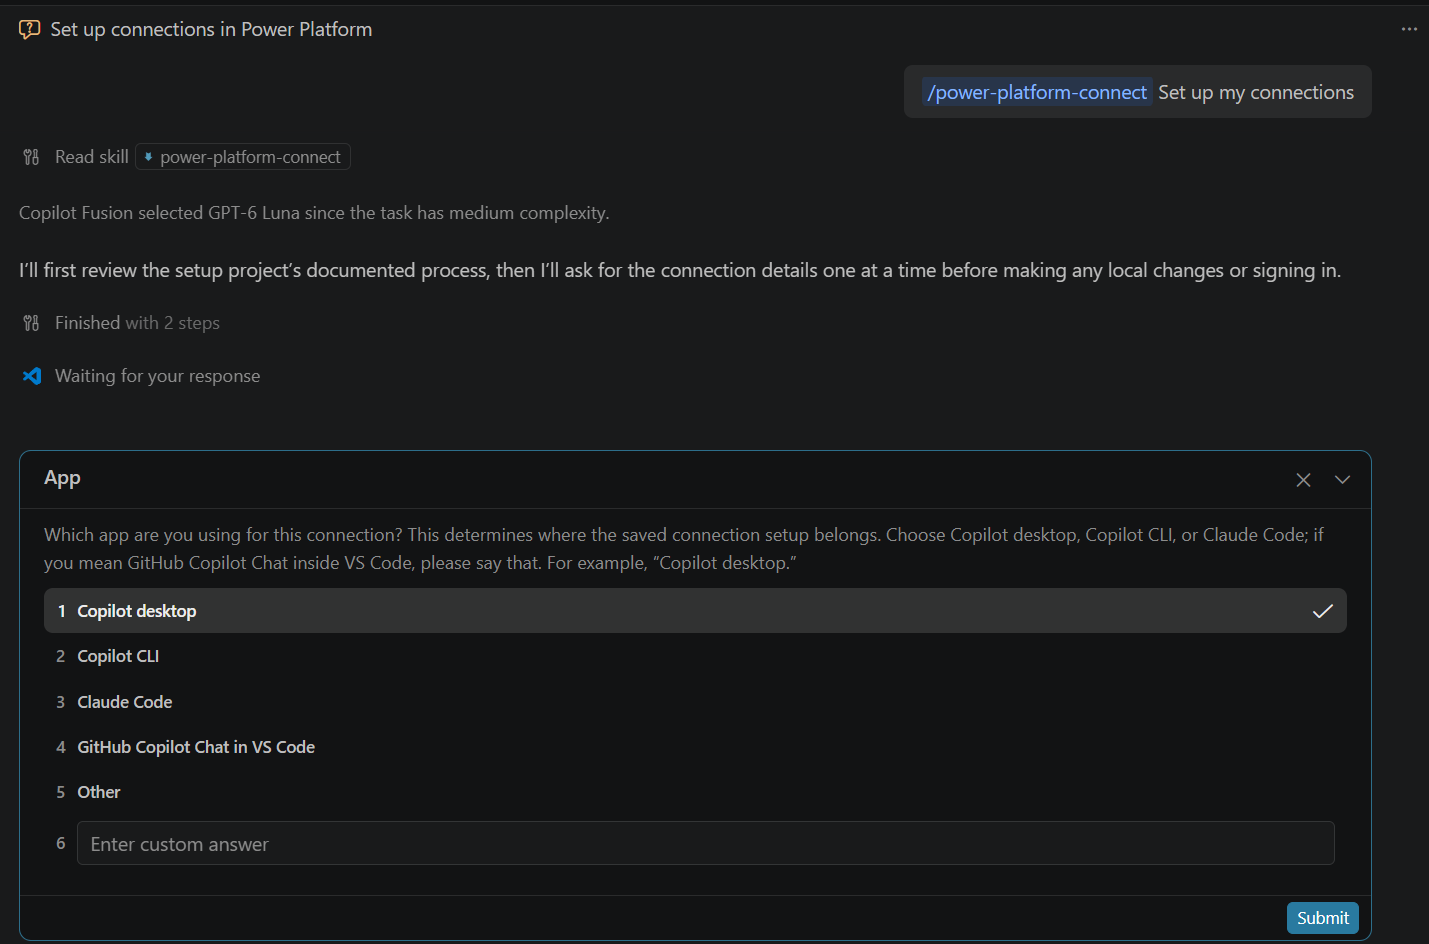 Set up connections in Power Platform
/power-platform-connect Set up my connections
Read skill power-platform-connect
Copilot Fusion selected GPT-6 Luna since the task has medium complexity.
I’ll first review the setup project’s documented process, then I’ll ask for the connection details one at a time before making any local changes or signing in.
Finished with 2 steps
Waiting for your response
App
Which app are you using for this connection? This determines where the saved connection setup belongs. Choose Copilot desktop, Copilot CLI, or Claude Code; if
you mean GitHub Copilot Chat inside VS Code, please say that. For example, “Copilot desktop.”
1 Copilot desktop
2 Copilot CLI
3 Claude Code
4 GitHub Copilot Chat in VS Code
5 Other
6 Enter custom answer
Submit